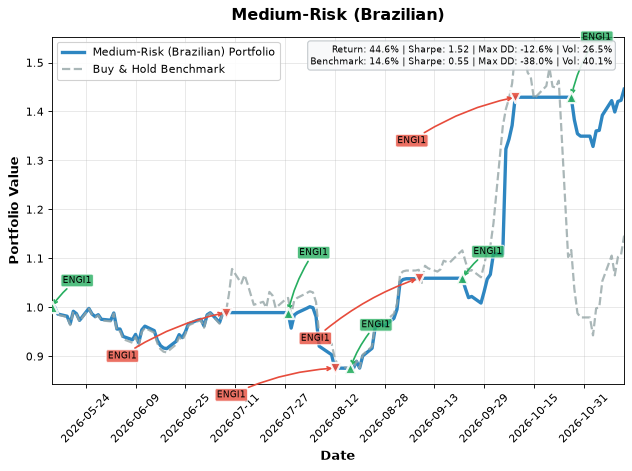 Medium-Risk (Brazilian)
ENGI1
Medium-Risk (Brazilian) Portfolio
Buy & Hold Benchmark
Return: 44.6% | Sharpe: 1.52 | Max DD: -12.6% | Vol: 26.5%
Benchmark: 14.6% | Sharpe: 0.55 | Max DD: -38.0% | Vol: 40.1%
1.5
1.4
1.3
1.2
1.1
1.0
0.9
Portfolio Value
ENGI1
ENGI1
ENGI1
ENGI1
ENGI1
ENGI1
ENGI1
ENGI1
2026-05-24
2026-06-09
2026-06-25
2026-07-11
2026-07-27
2026-08-12
2026-08-28
2026-09-13
2026-09-29
2026-10-15
2026-10-31
Date